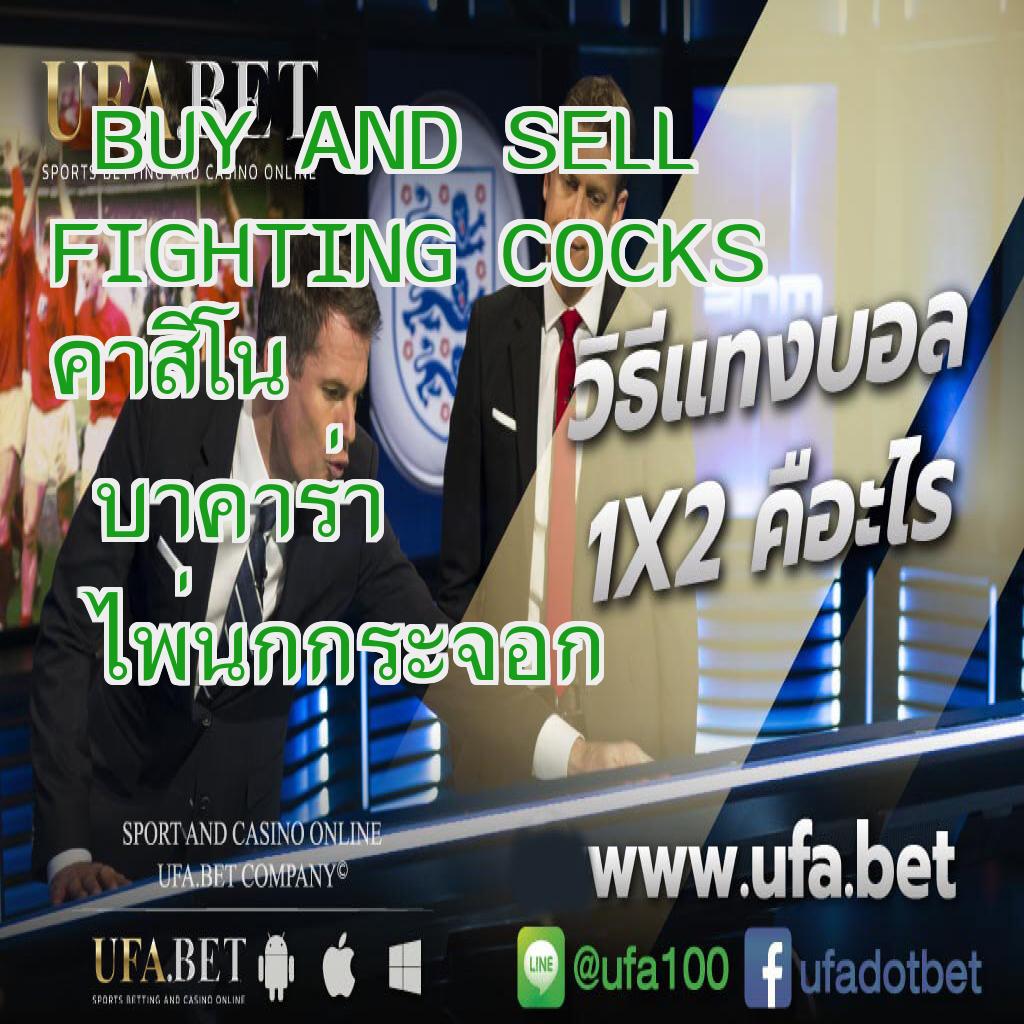 UFA.BET
SPORTS BETTING AND CASINO ONLINE
BUY AND SELL
FIGHTING COCKS
คาสิโน
บาคาร่า
ไพ่นกกระจอก
วิธีแทงบอล
1X2 คืออะไร
SPORT AND CASINO ONLINE
UFA.BET COMPANY©
www.ufa.bet
UFA.BET
SPORTS BETTING AND CASINO ONLINE
LINE
@ufa100
f ufadotbet